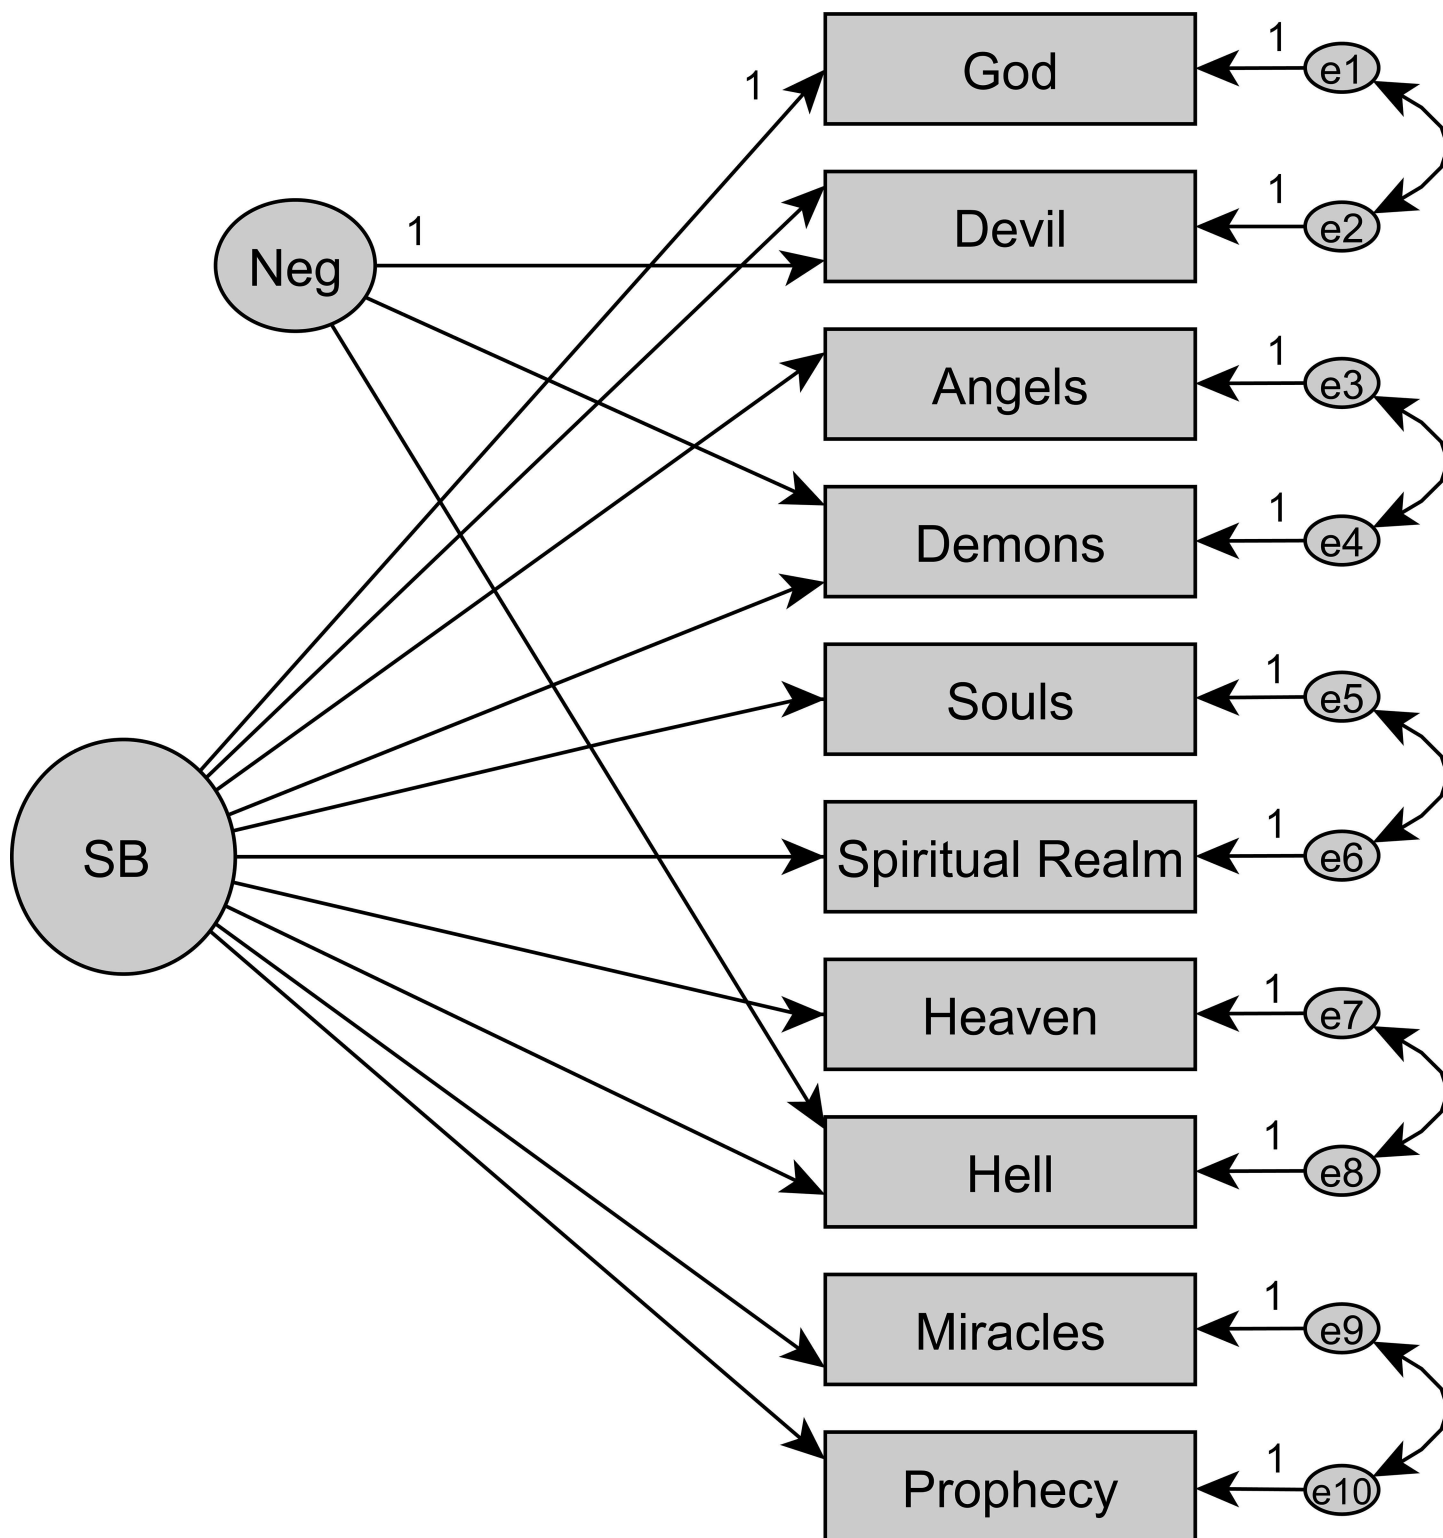 1
God
1
e1
Neg
1
Devil
1
e2
Angels
1
e3
Demons
1
e4
Souls
1
e5
SB
Spiritual Realm
1
e6
Heaven
1
e7
Hell
1
e8
Miracles
1
e9
Prophecy
1
e10